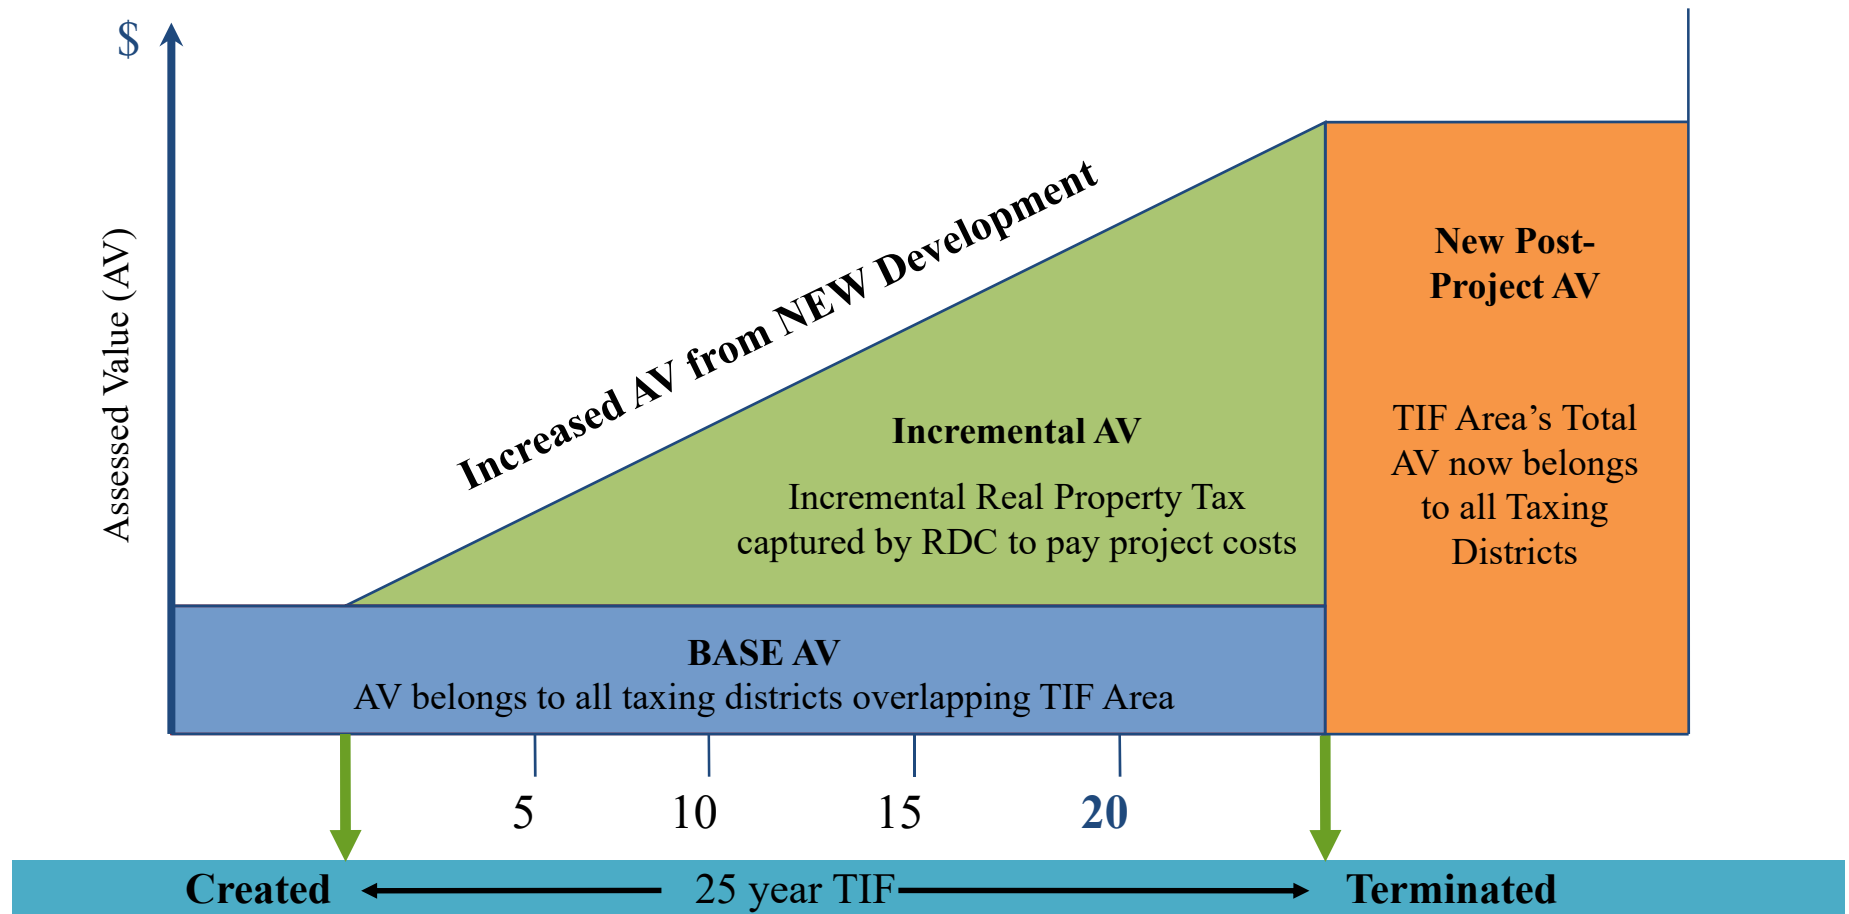 $
Assessed Value (AV)
Increased AV from NEW Development
Incremental AV
Incremental Real Property Tax
captured by RDC to pay project costs
New Post-
Project AV
TIF Area’s Total
AV now belongs
to all Taxing
Districts
BASE AV
AV belongs to all taxing districts overlapping TIF Area
5 10 15 20
Created 25 year TIF Terminated